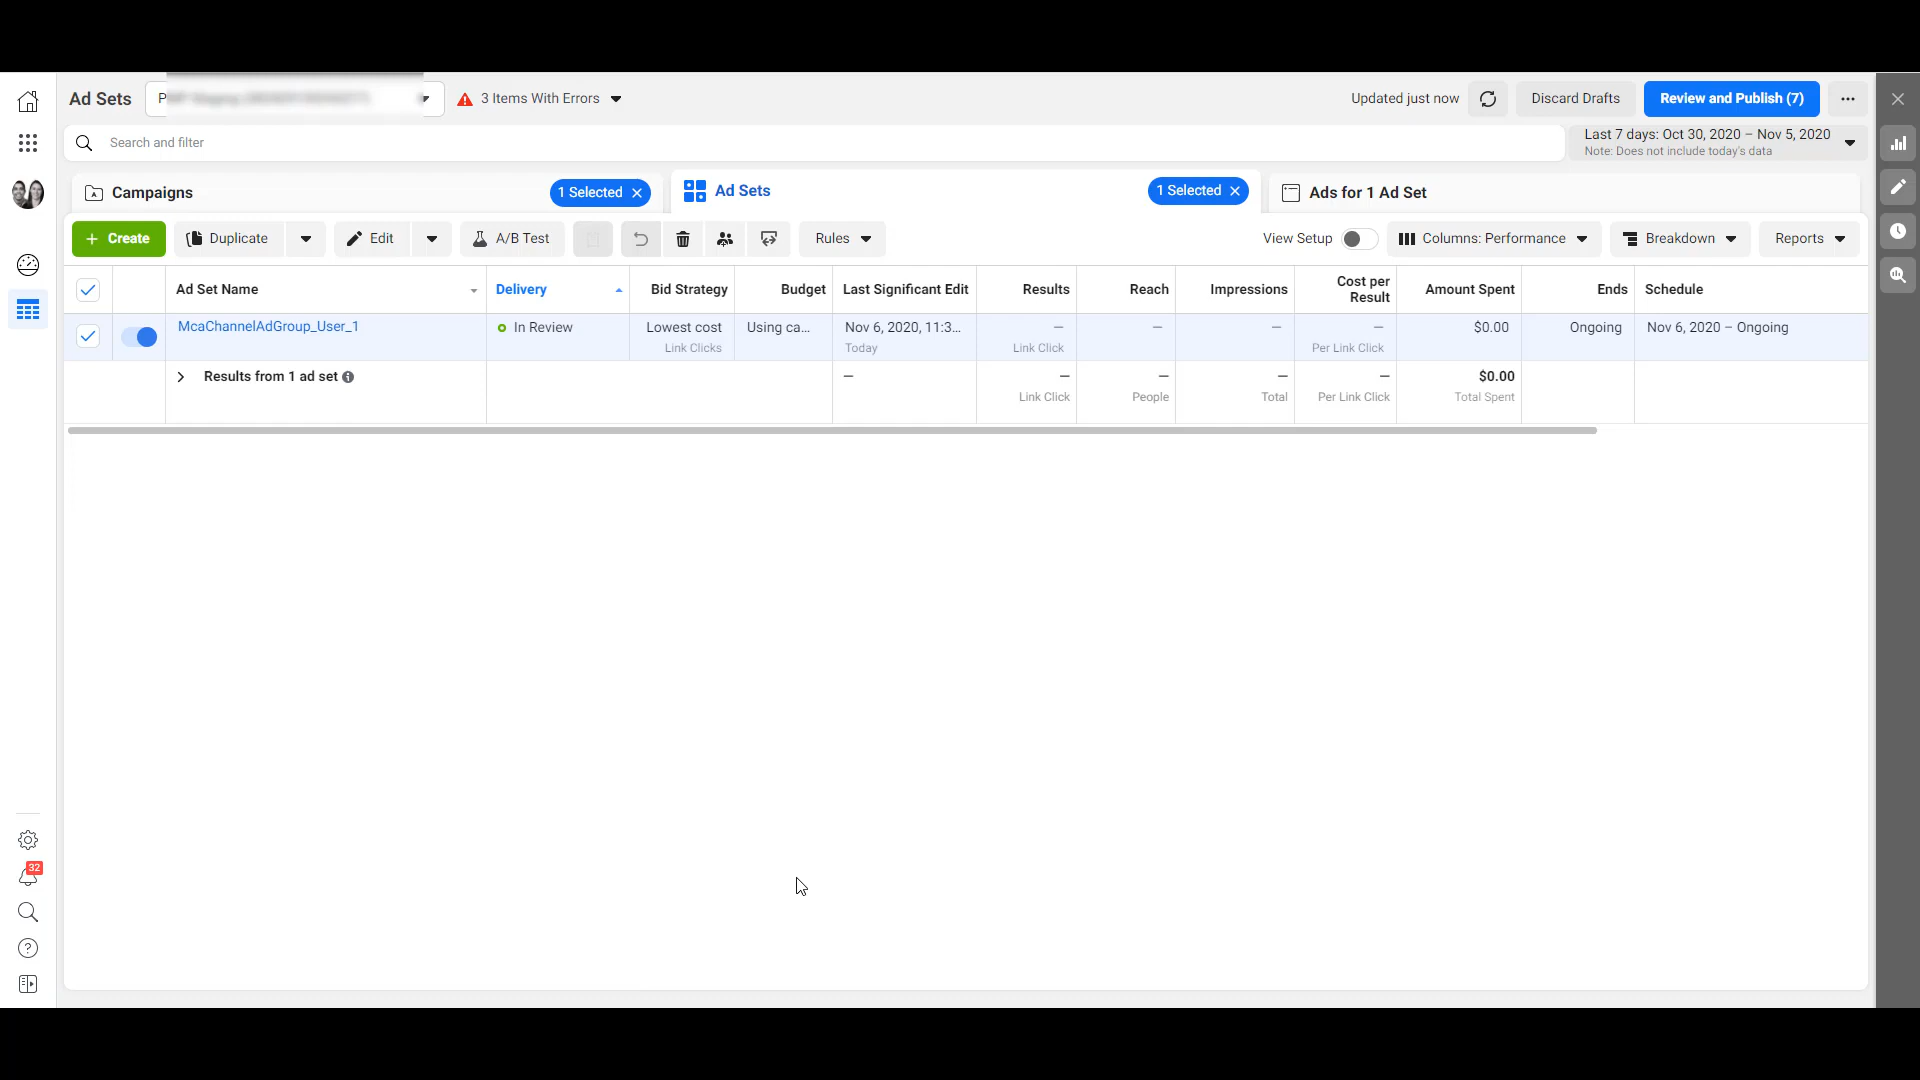 Ad Sets
3 Items With Errors
Updated just now
Discard Drafts
Review and Publish (7)
Search and filter
Last 7 days: Oct 30, 2020 – Nov 5, 2020
Note: Does not include today's data
Campaigns
1 Selected
Ad Sets
1 Selected
Ads for 1 Ad Set
+ Create
Duplicate
Edit
A/B Test
Rules
View Setup
Columns: Performance
Breakdown
Reports
Ad Set Name
Delivery
Bid Strategy
Budget
Last Significant Edit
Results
Reach
Impressions
Cost per
Result
Amount Spent
Ends
Schedule
McaChannelAdGroup_User_1
In Review
Lowest cost
Link Clicks
Using ca...
Nov 6, 2020, 11:3...
Today
—
Link Click
—
—
—
Per Link Click
$0.00
Ongoing
Nov 6, 2020 – Ongoing
Results from 1 ad set
—
—
Link Click
—
People
—
Total
—
Per Link Click
$0.00
Total Spent
32